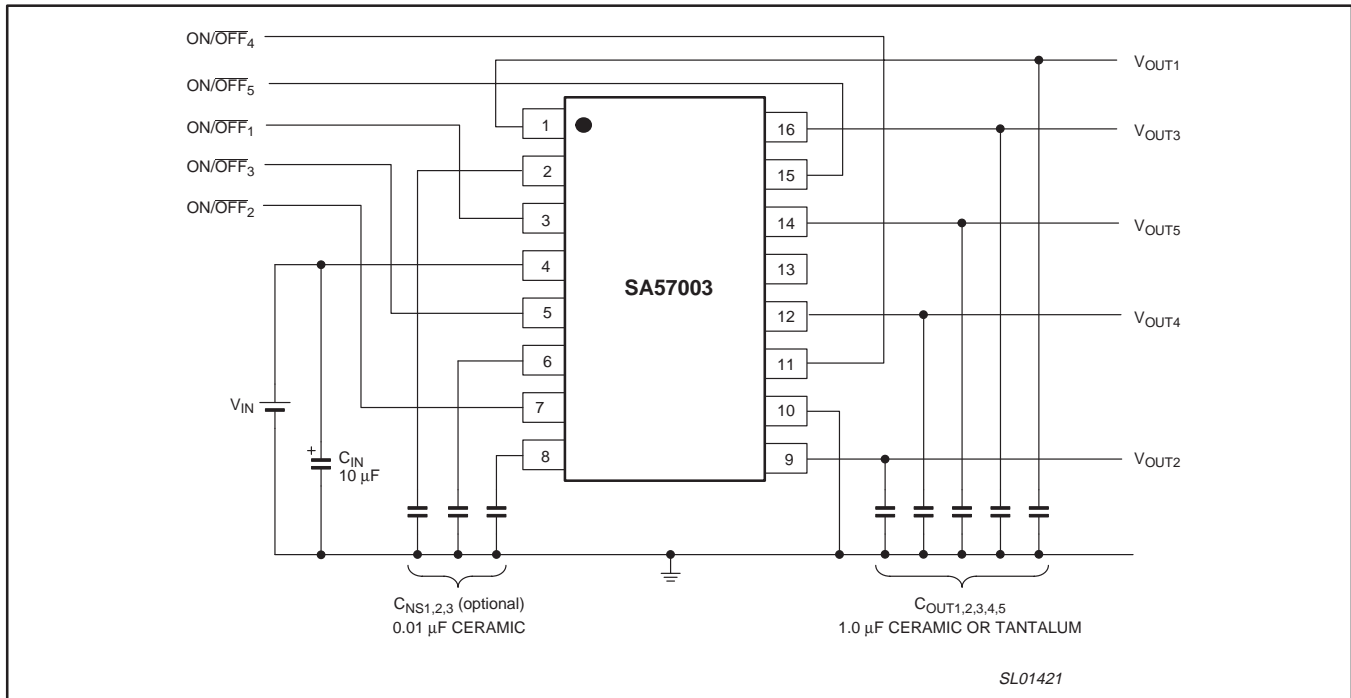 ON/OFF4
VOUT1
ON/OFF5
ON/OFF1
1
16
VOUT3
ON/OFF3
2
15
ON/OFF2
3
14
VOUT5
4
13
SA57003
5
12
VOUT4
6
11
VIN
7
10
+
CIN
10 μF
8
9
VOUT2
CNS1,2,3 (optional)
0.01 μF CERAMIC
COUT1,2,3,4,5
1.0 μF CERAMIC OR TANTALUM
SL01421